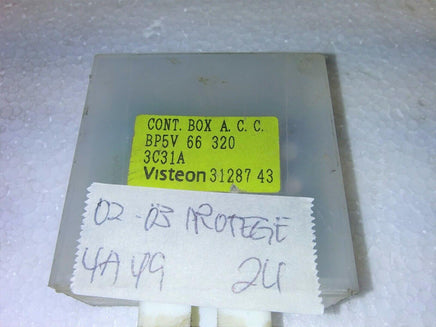 CONT. BOX A. C. C.
BP5V 66 320
3C31A
Visteon 31287 43
02-03 PROTEGE
4A49 24